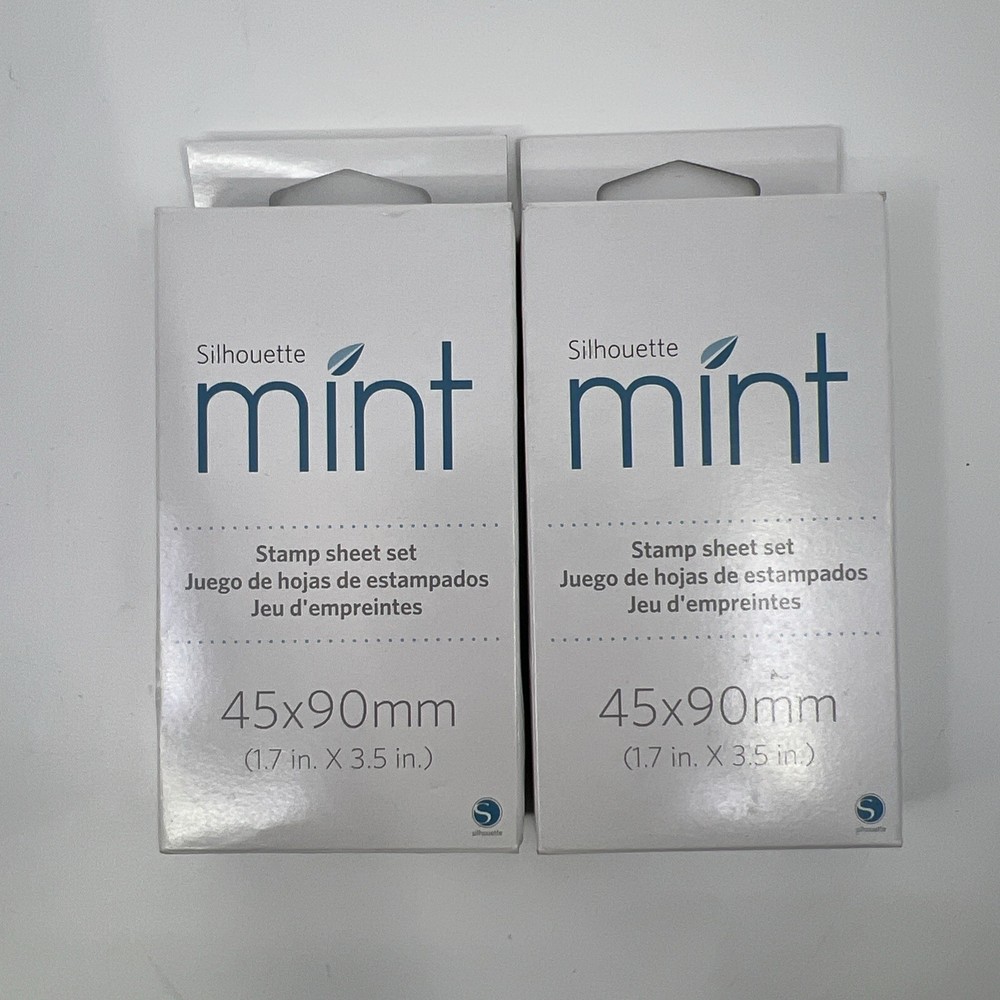 Silhouette
mint
Stamp sheet set
Juego de hojas de estampados
Jeu d'empreintes
45x90mm
(1.7 in. X 3.5 in.)
S
silhouette
Silhouette
mint
Stamp sheet set
Juego de hojas de estampados
Jeu d'empreintes
45x90mm
(1.7 in. X 3.5 in.)
S
silhouette